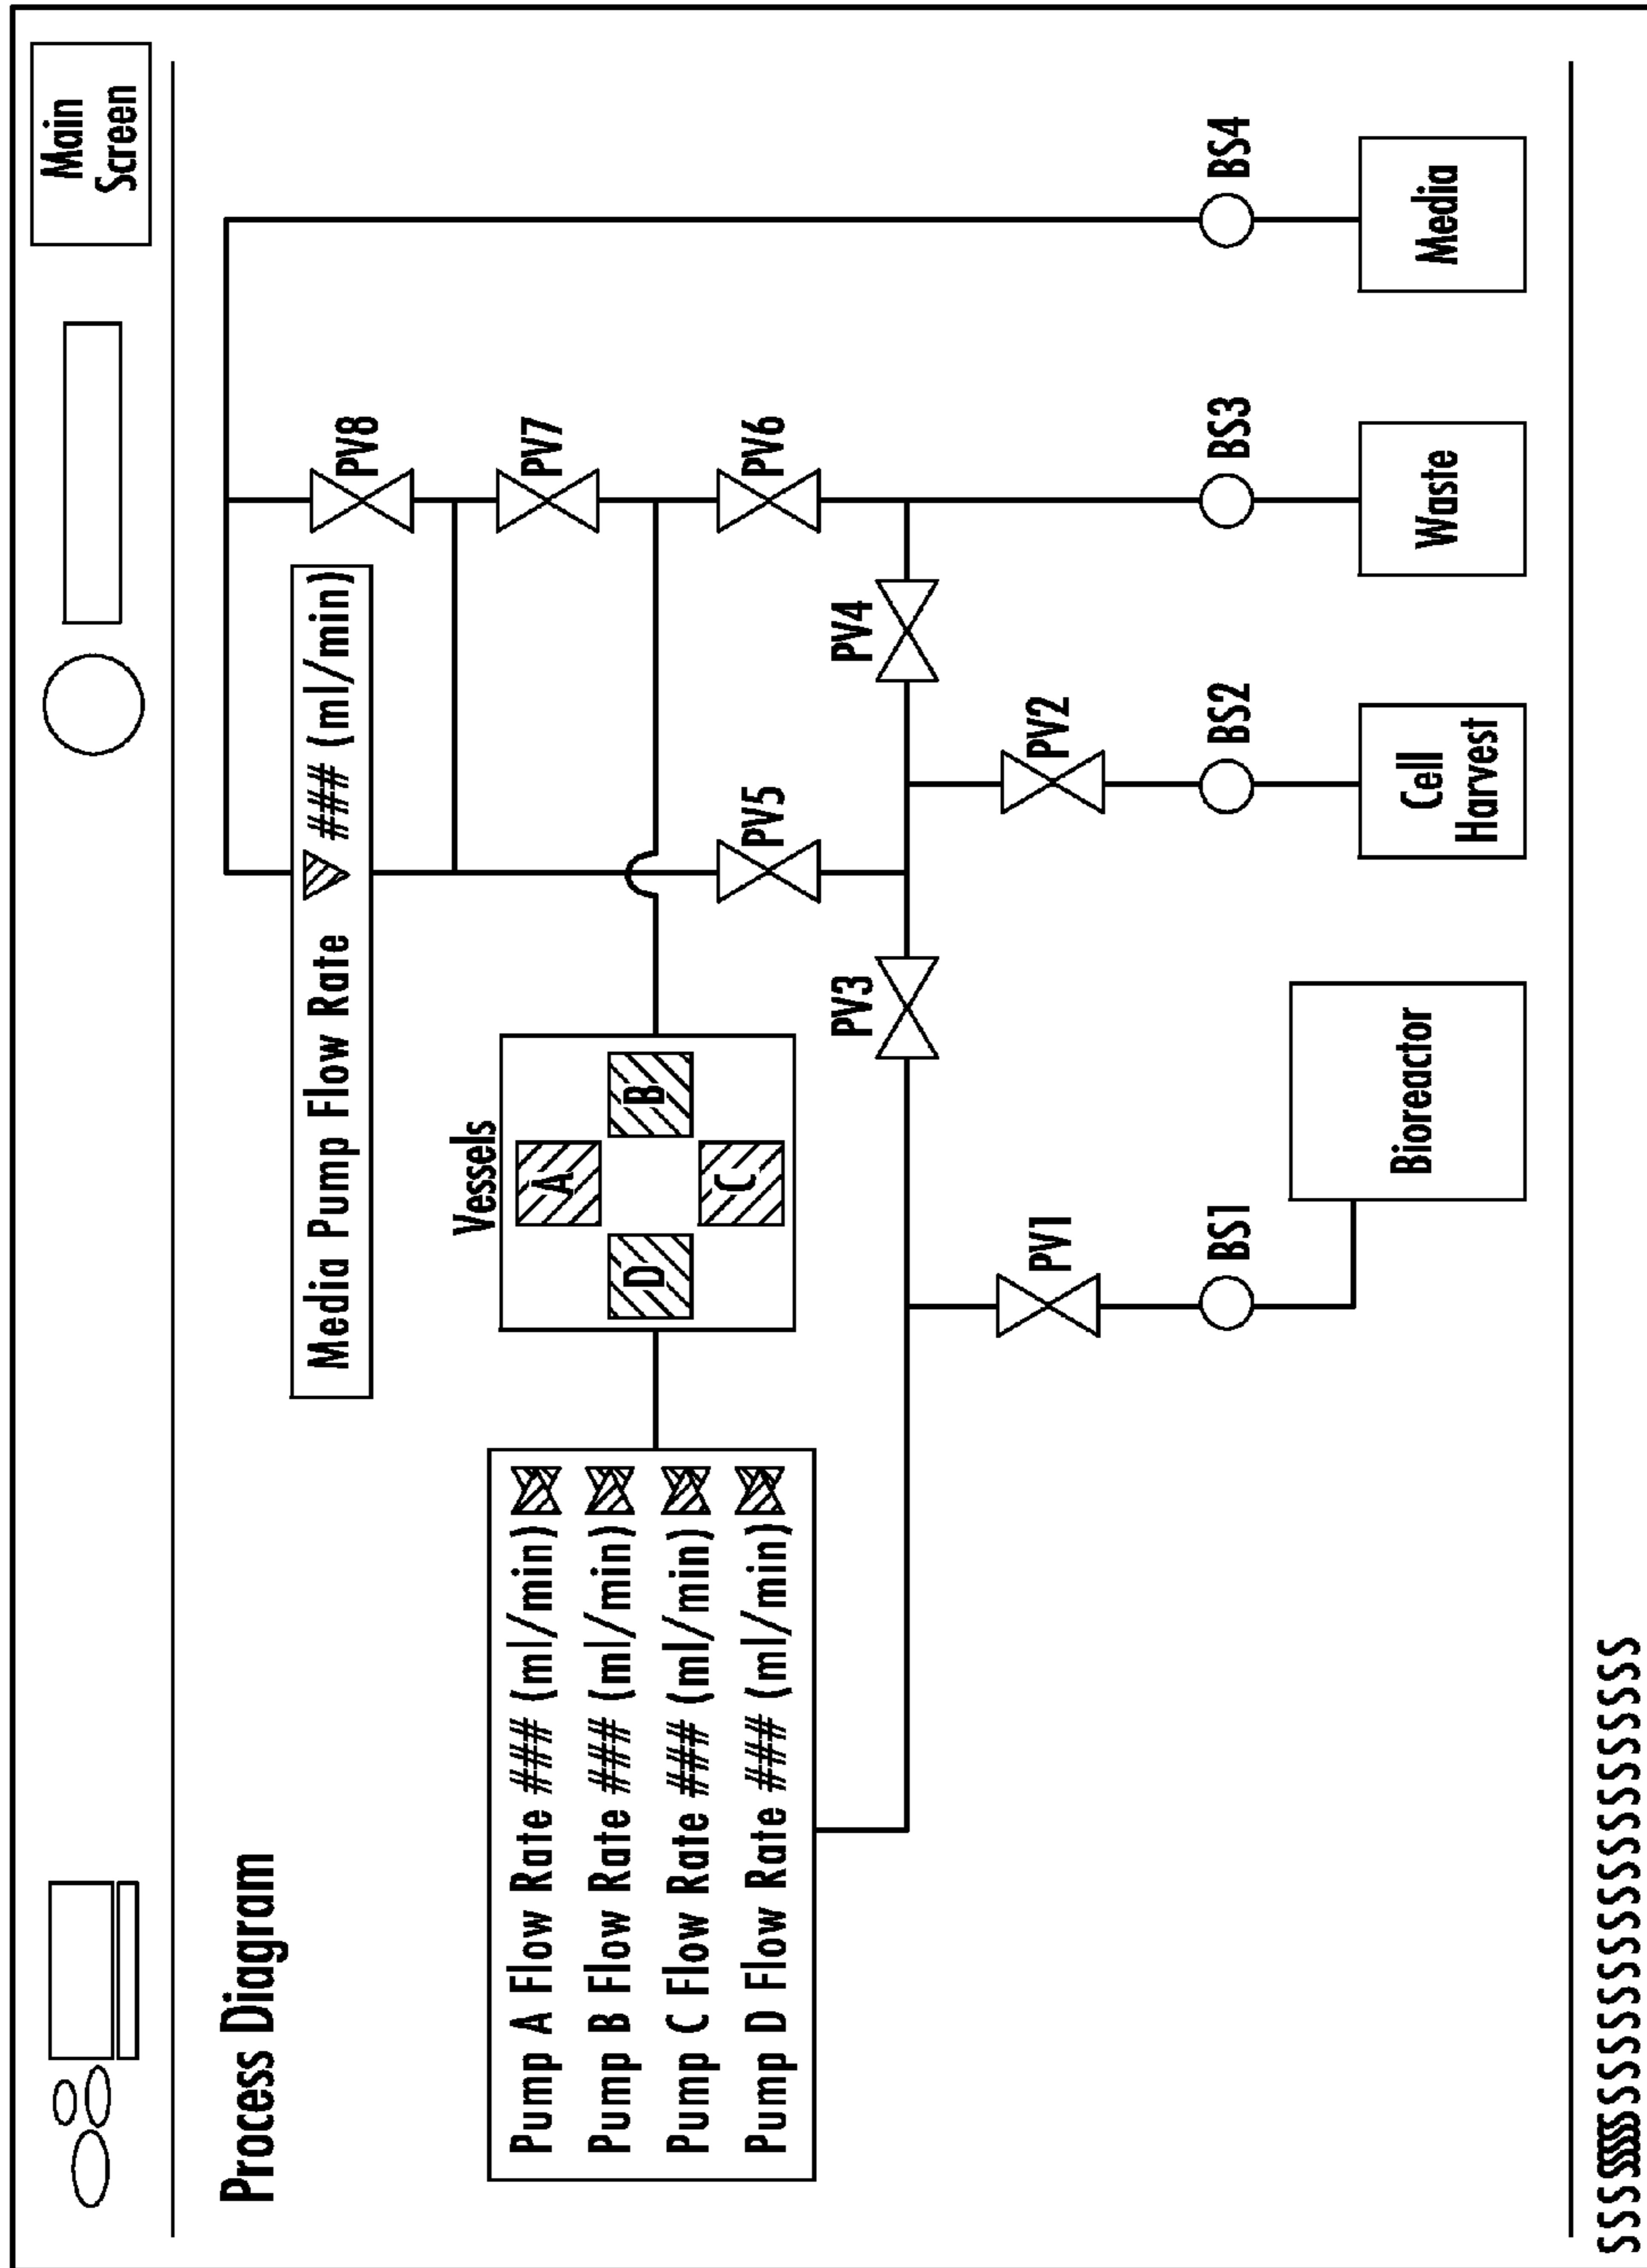 Main
Screen
Process Diagram
Media Pump Flow Rate ### (ml/min)
PV8
Vessels
A
B
C
D
PV7
Pump A Flow Rate ### (ml/min)
Pump B Flow Rate ### (ml/min)
Pump C Flow Rate ### (ml/min)
Pump D Flow Rate ### (ml/min)
PV5
PV6
PV3
PV4
PV1
PV2
BS1
BS2
BS3
BS4
Bioreactor
Cell
Harvest
Waste
Media